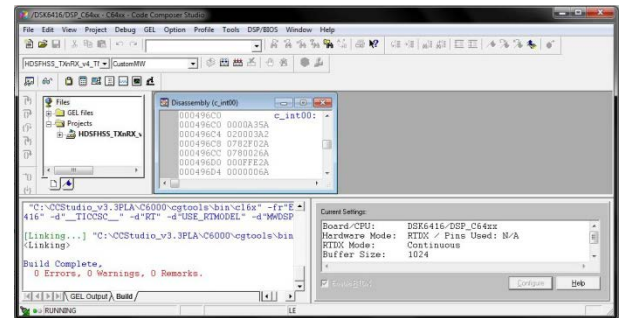 /DSK6416/DSP_C64xx - C64xx - Code Composer Studio
File Edit View Project Debug GEL Option Profile Tools DSP/BIOS Window Help
HDSFHSS_TXnRX_v4_TI CustomMW
Files
GEL Files
Projects
HDSFHSS_TXnRX_v
Disassembly (c_int00)
000496C0 c_int00:
000496C0 0000A35A
000496C4 020003A2
000496C8 0782F02A
000496CC 0780026A
000496D0 000FFE2A
000496D4 0000006A
"C:\CCStudio_v3.3PLA\C6000\cgtools\bin\cl6x" -fr"E
416" -d"__TICCSC__" -d"RT" -d"USE_RTMODEL" -d"MWDSP
[Linking...] "C:\CCStudio_v3.3PLA\C6000\cgtools\bin
<Linking>
Build Complete,
0 Errors, 0 Warnings, 0 Remarks.
GEL Output Build
Current Settings:
Board/CPU: DSK6416/DSP_C64xx
Hardware Mode: RTDX / Pins Used: N/A
RTDX Mode: Continuous
Buffer Size: 1024
Enable RTDX
Configure Help
RUNNING LE